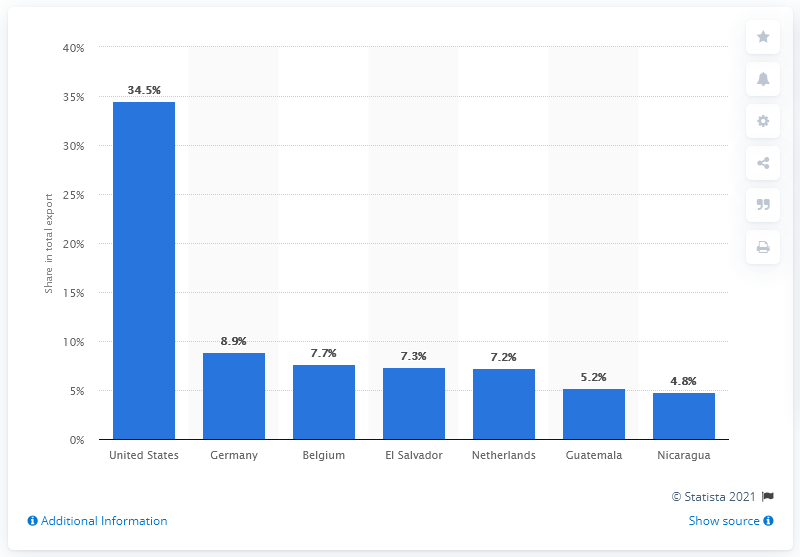 40%
35%
30%
25%
20%
15%
10%
5%
0%
Share in total export
34.5%
8.9%
7.7%
7.3%
7.2%
5.2%
4.8%
United States
Germany
Belgium
El Salvador
Netherlands
Guatemala
Nicaragua
© Statista 2021
Additional Information
Show source